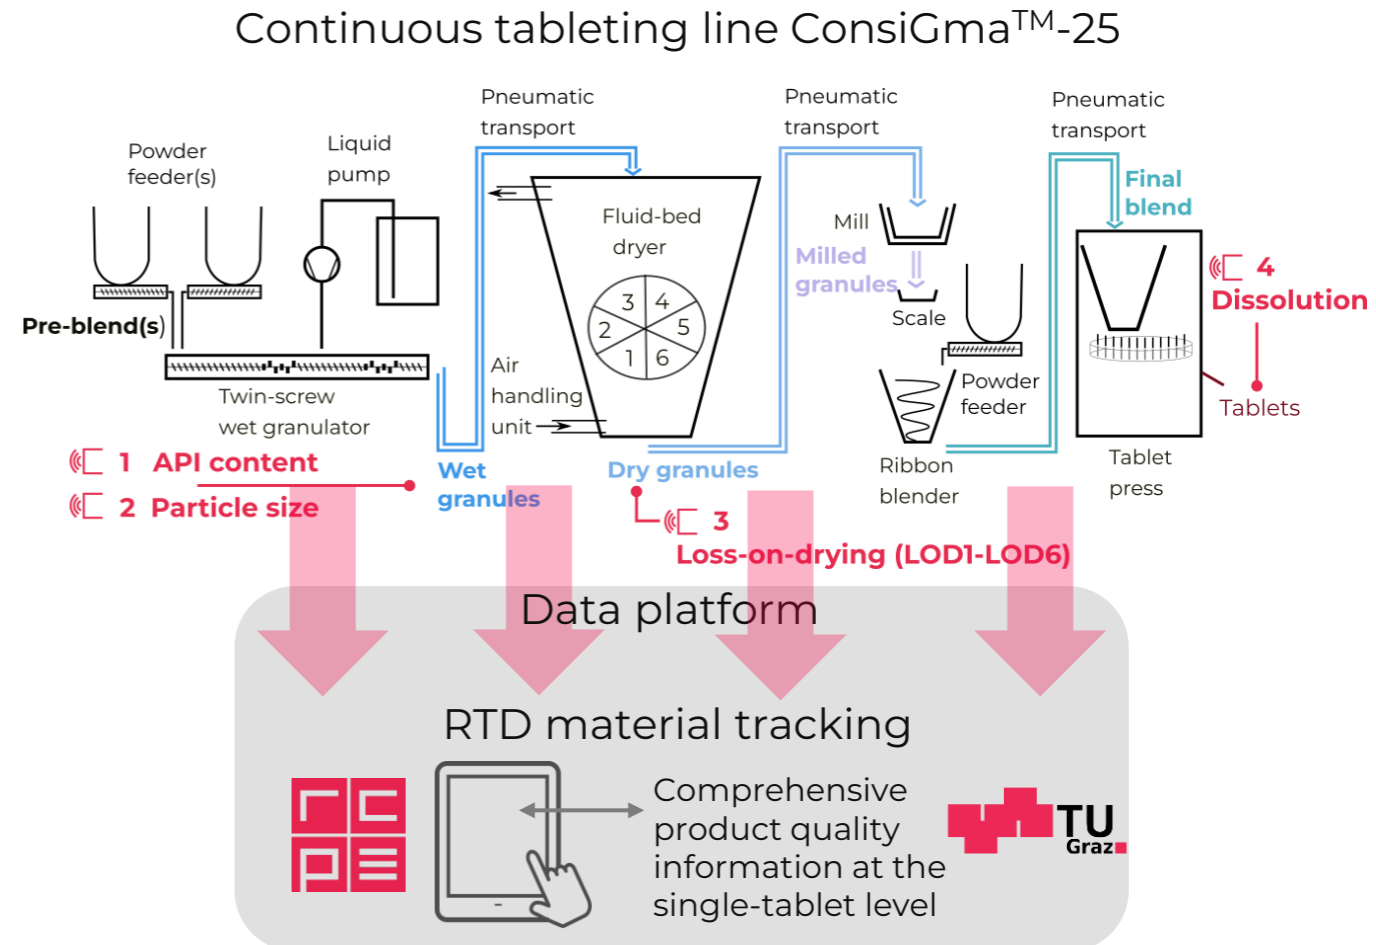 Continuous tableting line ConsiGma™-25
Powder
feeder(s)
Liquid
pump
Pneumatic
transport
Pneumatic
transport
Pneumatic
transport
Pre-blend(s)
Twin-screw
wet granulator
Fluid-bed
dryer
3
4
2
5
1
6
Air
handling
unit
Wet
granules
Dry granules
Mill
Milled
granules
Scale
Powder
feeder
Ribbon
blender
Final
blend
Tablet
press
4
Dissolution
Tablets
1 API content
2 Particle size
3
Loss-on-drying (LOD1-LOD6)
Data platform
RTD material tracking
rc
pe
Comprehensive
product quality
information at the
single-tablet level
TU
Graz